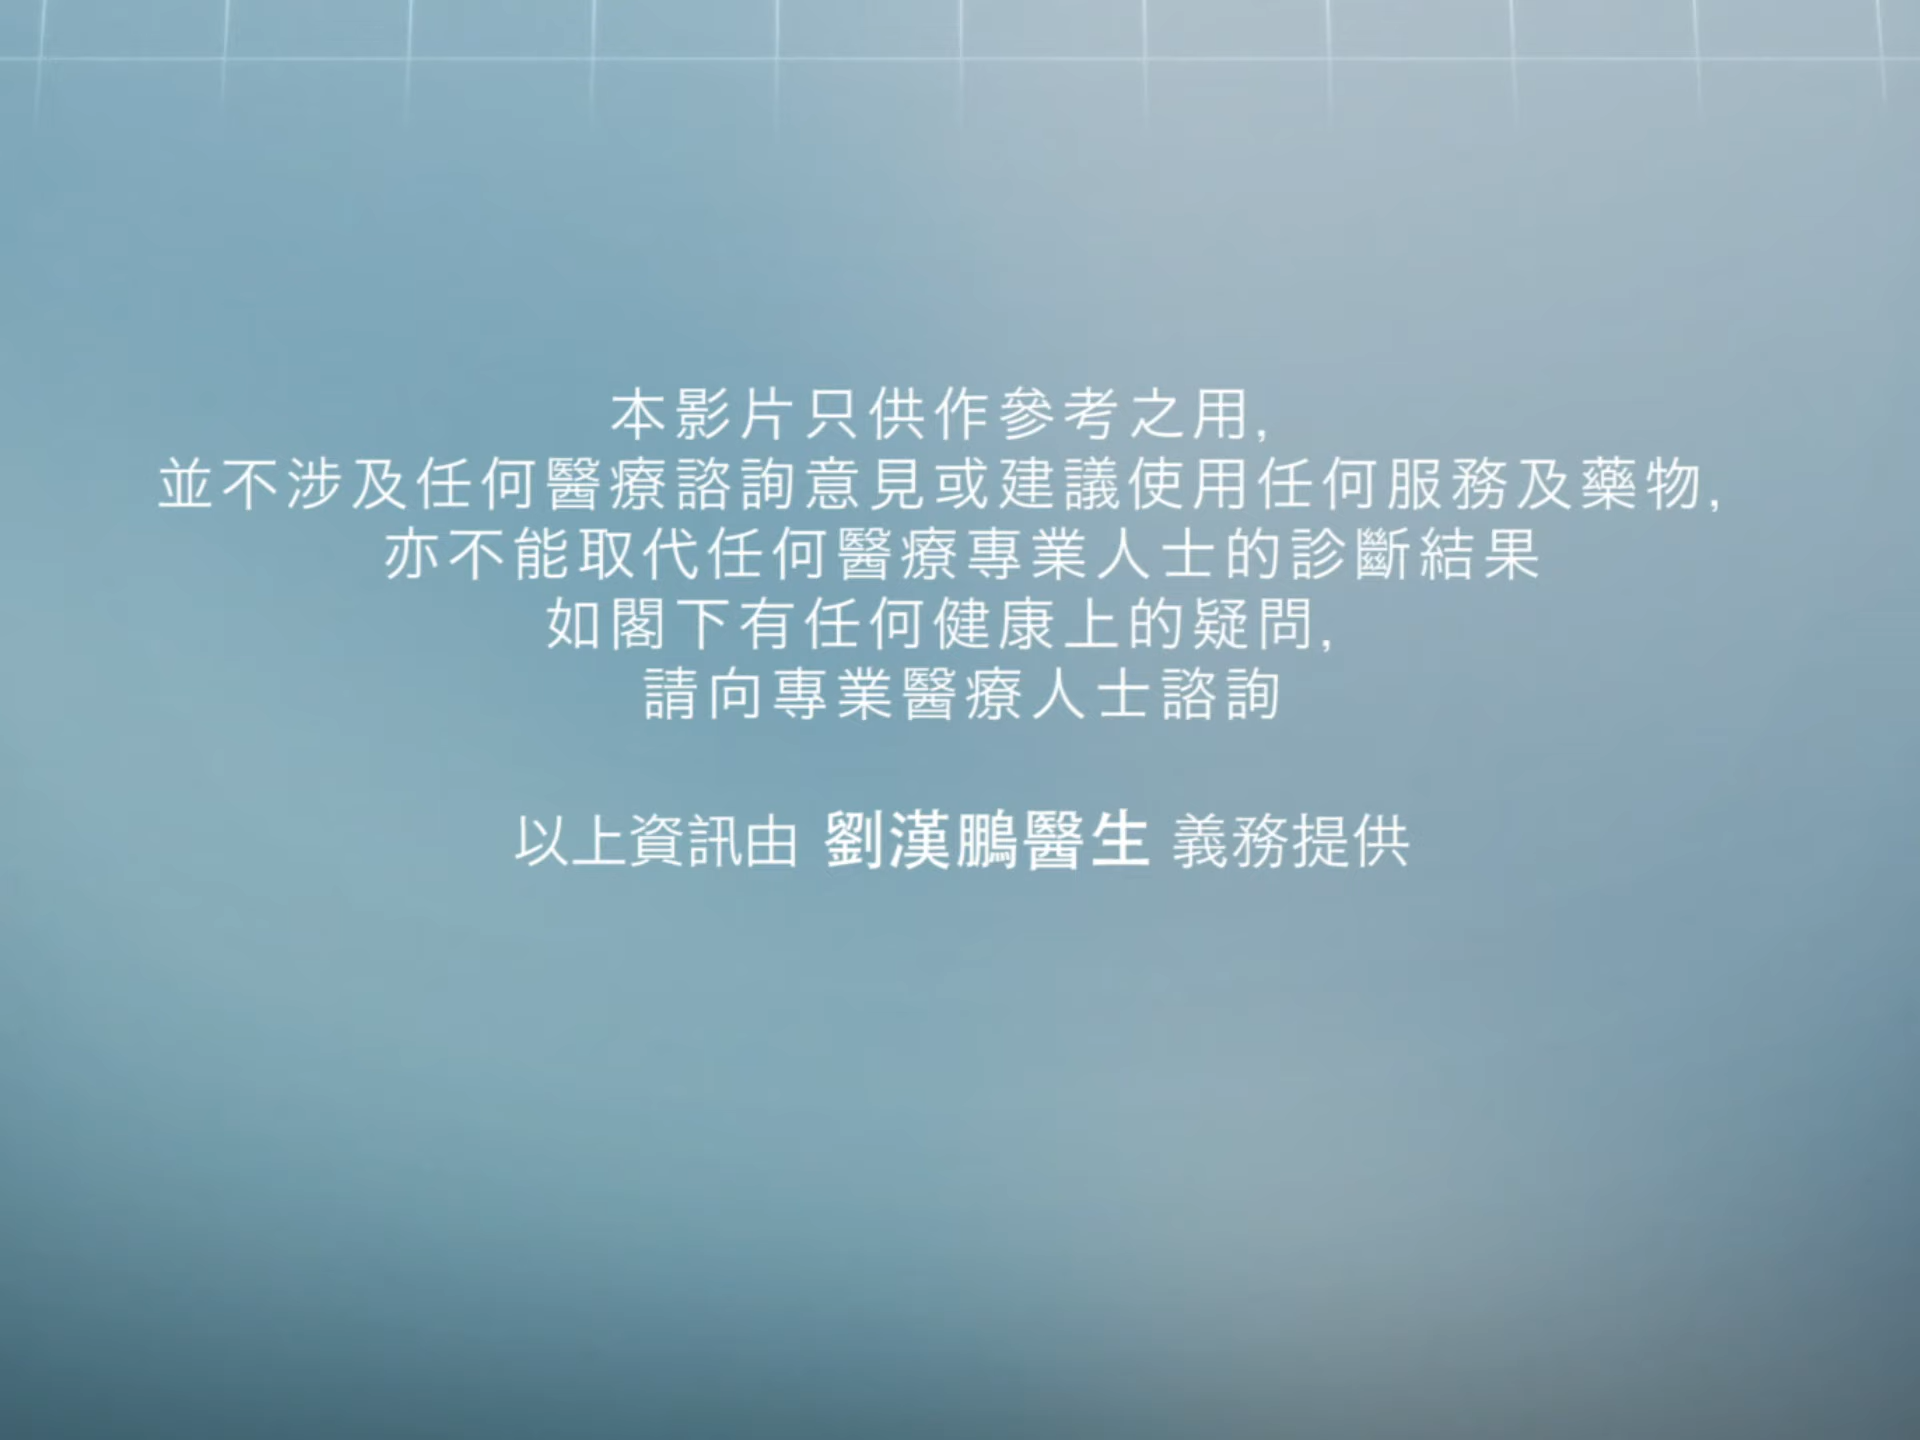 本影片只供作參考之用,
並不涉及任何醫療諮詢意見或建議使用任何服務及藥物,
亦不能取代任何醫療專業人士的診斷結果
如閣下有任何健康上的疑問,
請向專業醫療人士諮詢
以上資訊由 劉漢鵬醫生 義務提供